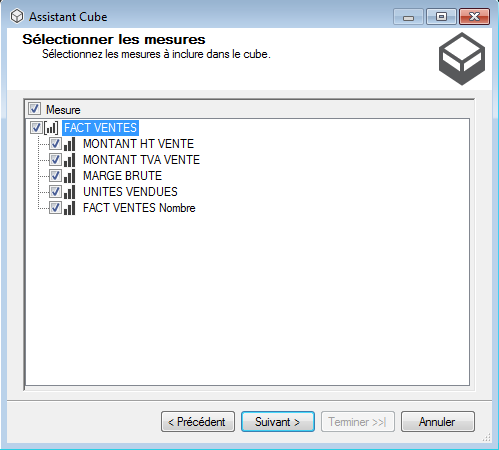 Assistant Cube
Sélectionner les mesures
Sélectionnez les mesures à inclure dans le cube.
Mesure
FACT VENTES
MONTANT HT VENTE
MONTANT TVA VENTE
MARGE BRUTE
UNITES VENDUES
FACT VENTES Nombre
< Précédent
Suivant >
Terminer >>|
Annuler